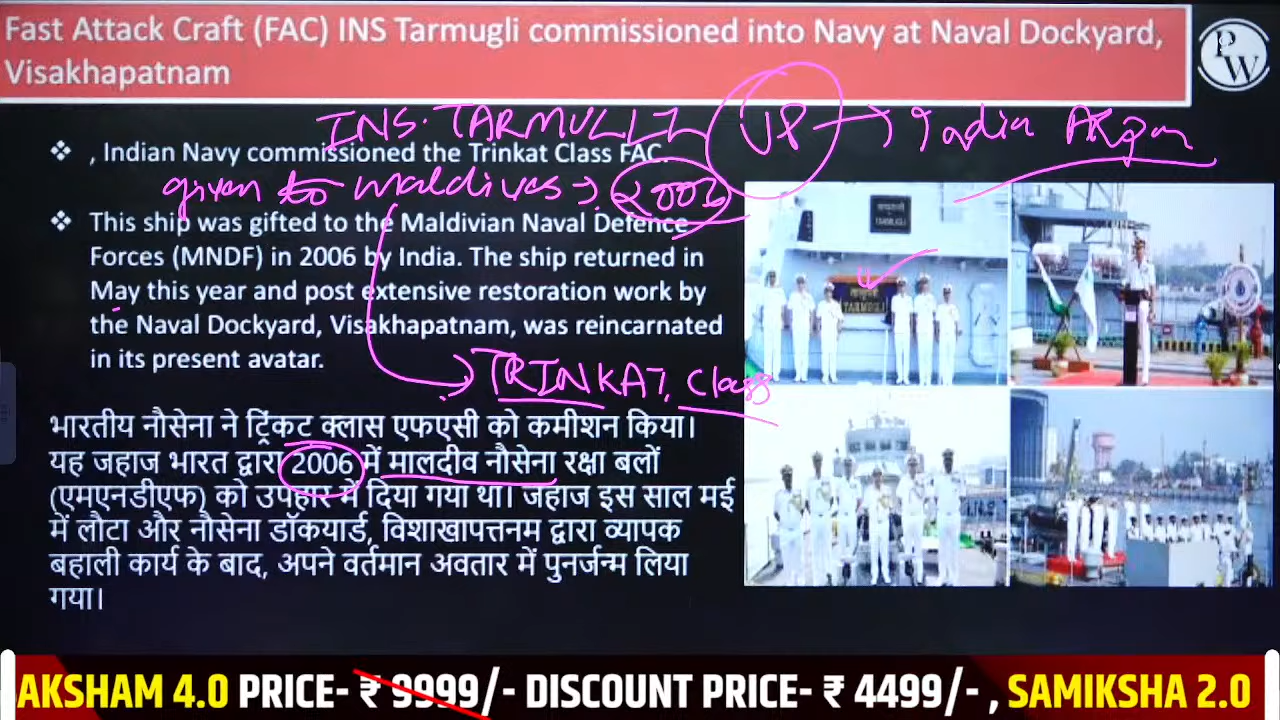 Fast Attack Craft (FAC) INS Tarmugli commissioned into Navy at Naval Dockyard,
Visakhapatnam
PW
INS. TARMULLI UP → India
, Indian Navy commissioned the Trinkat Class FAC.
given to maldives → 2006
This ship was gifted to the Maldivian Naval Defence
Forces (MNDF) in 2006 by India. The ship returned in
May this year and post extensive restoration work by
the Naval Dockyard, Visakhapatnam, was reincarnated
in its present avatar.
TRINKAT, Class
TARMUGLI
भारतीय नौसेना ने ट्रिंकट क्लास एफएसी को कमीशन किया।
यह जहाज भारत द्वारा 2006 में मालदीव नौसेना रक्षा बलों
(एमएनडीएफ) को उपहार में दिया गया था। जहाज इस साल मई
में लौटा और नौसेना डॉकयार्ड, विशाखापत्तनम द्वारा व्यापक
बहाली कार्य के बाद, अपने वर्तमान अवतार में पुनर्जन्म लिया
गया।
AKSHAM 4.0 PRICE- ₹ 9999/- DISCOUNT PRICE- ₹ 4499/- , SAMIKSHA 2.0